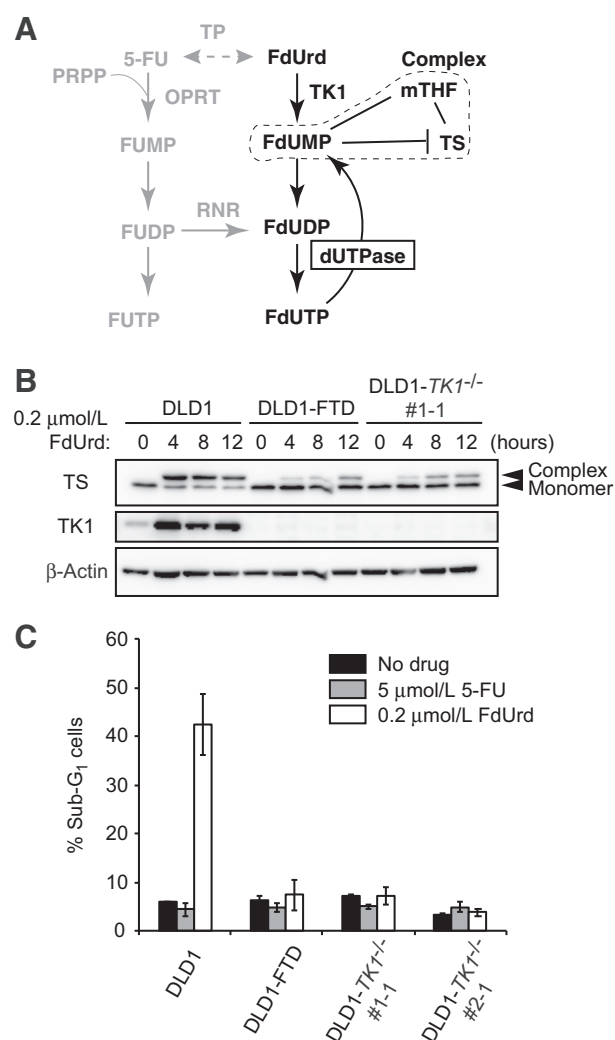 A
TP
5-FU FdUrd Complex
PRPP mTHF
OPRT TK1
FUMP FdUMP TS
RNR
FUDP FdUDP
dUTPase
FUTP FdUTP
B
DLD1-TK1-/-
DLD1 DLD1-FTD #1-1
0.2 μmol/L
FdUrd: 0 4 8 12 0 4 8 12 0 4 8 12 (hours)
TS Complex
Monomer
TK1
β-Actin
C
60
50
40
30
20
10
0
% Sub-G1 cells
No drug
5 μmol/L 5-FU
0.2 μmol/L FdUrd
DLD1
DLD1-FTD
DLD1-TK1-/-
#1-1
DLD1-TK1-/-
#2-1